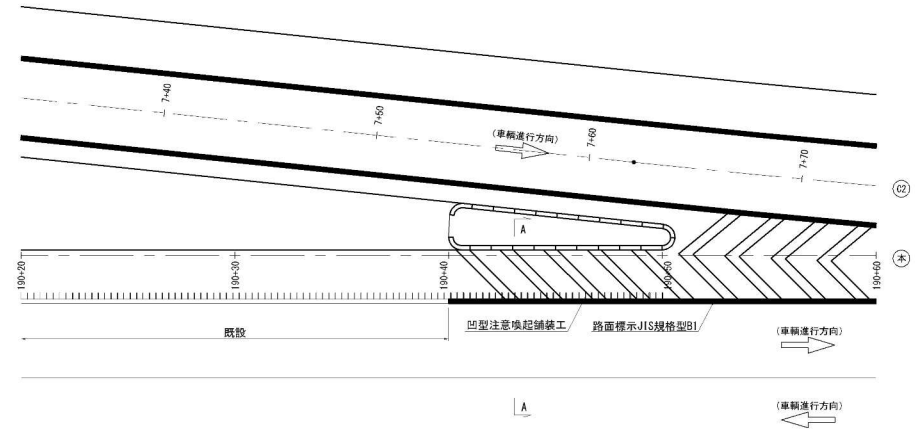 7+40
7+50
(車輌進行方向)
7+60
7+70
C2
A
本
190+20
190+30
190+40
190+50
190+60
凹型注意喚起舗装工
路面標示JIS規格型B1
既設
(車輌進行方向)
A
(車輌進行方向)